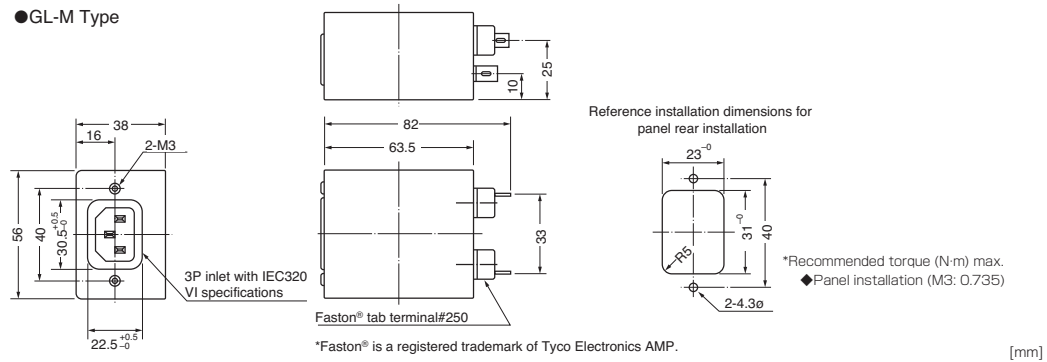 ●GL-M Type
25
10
82
63.5
33
38
16
2-M3
56
40
30.5 +0.5 −0
22.5 +0.5 −0
3P inlet with IEC320
VI specifications
Faston® tab terminal#250
*Faston® is a registered trademark of Tyco Electronics AMP.
Reference installation dimensions for
panel rear installation
23 −0
31 −0
40
R5
2-4.3ø
*Recommended torque (N·m) max.
◆Panel installation (M3: 0.735)
[mm]